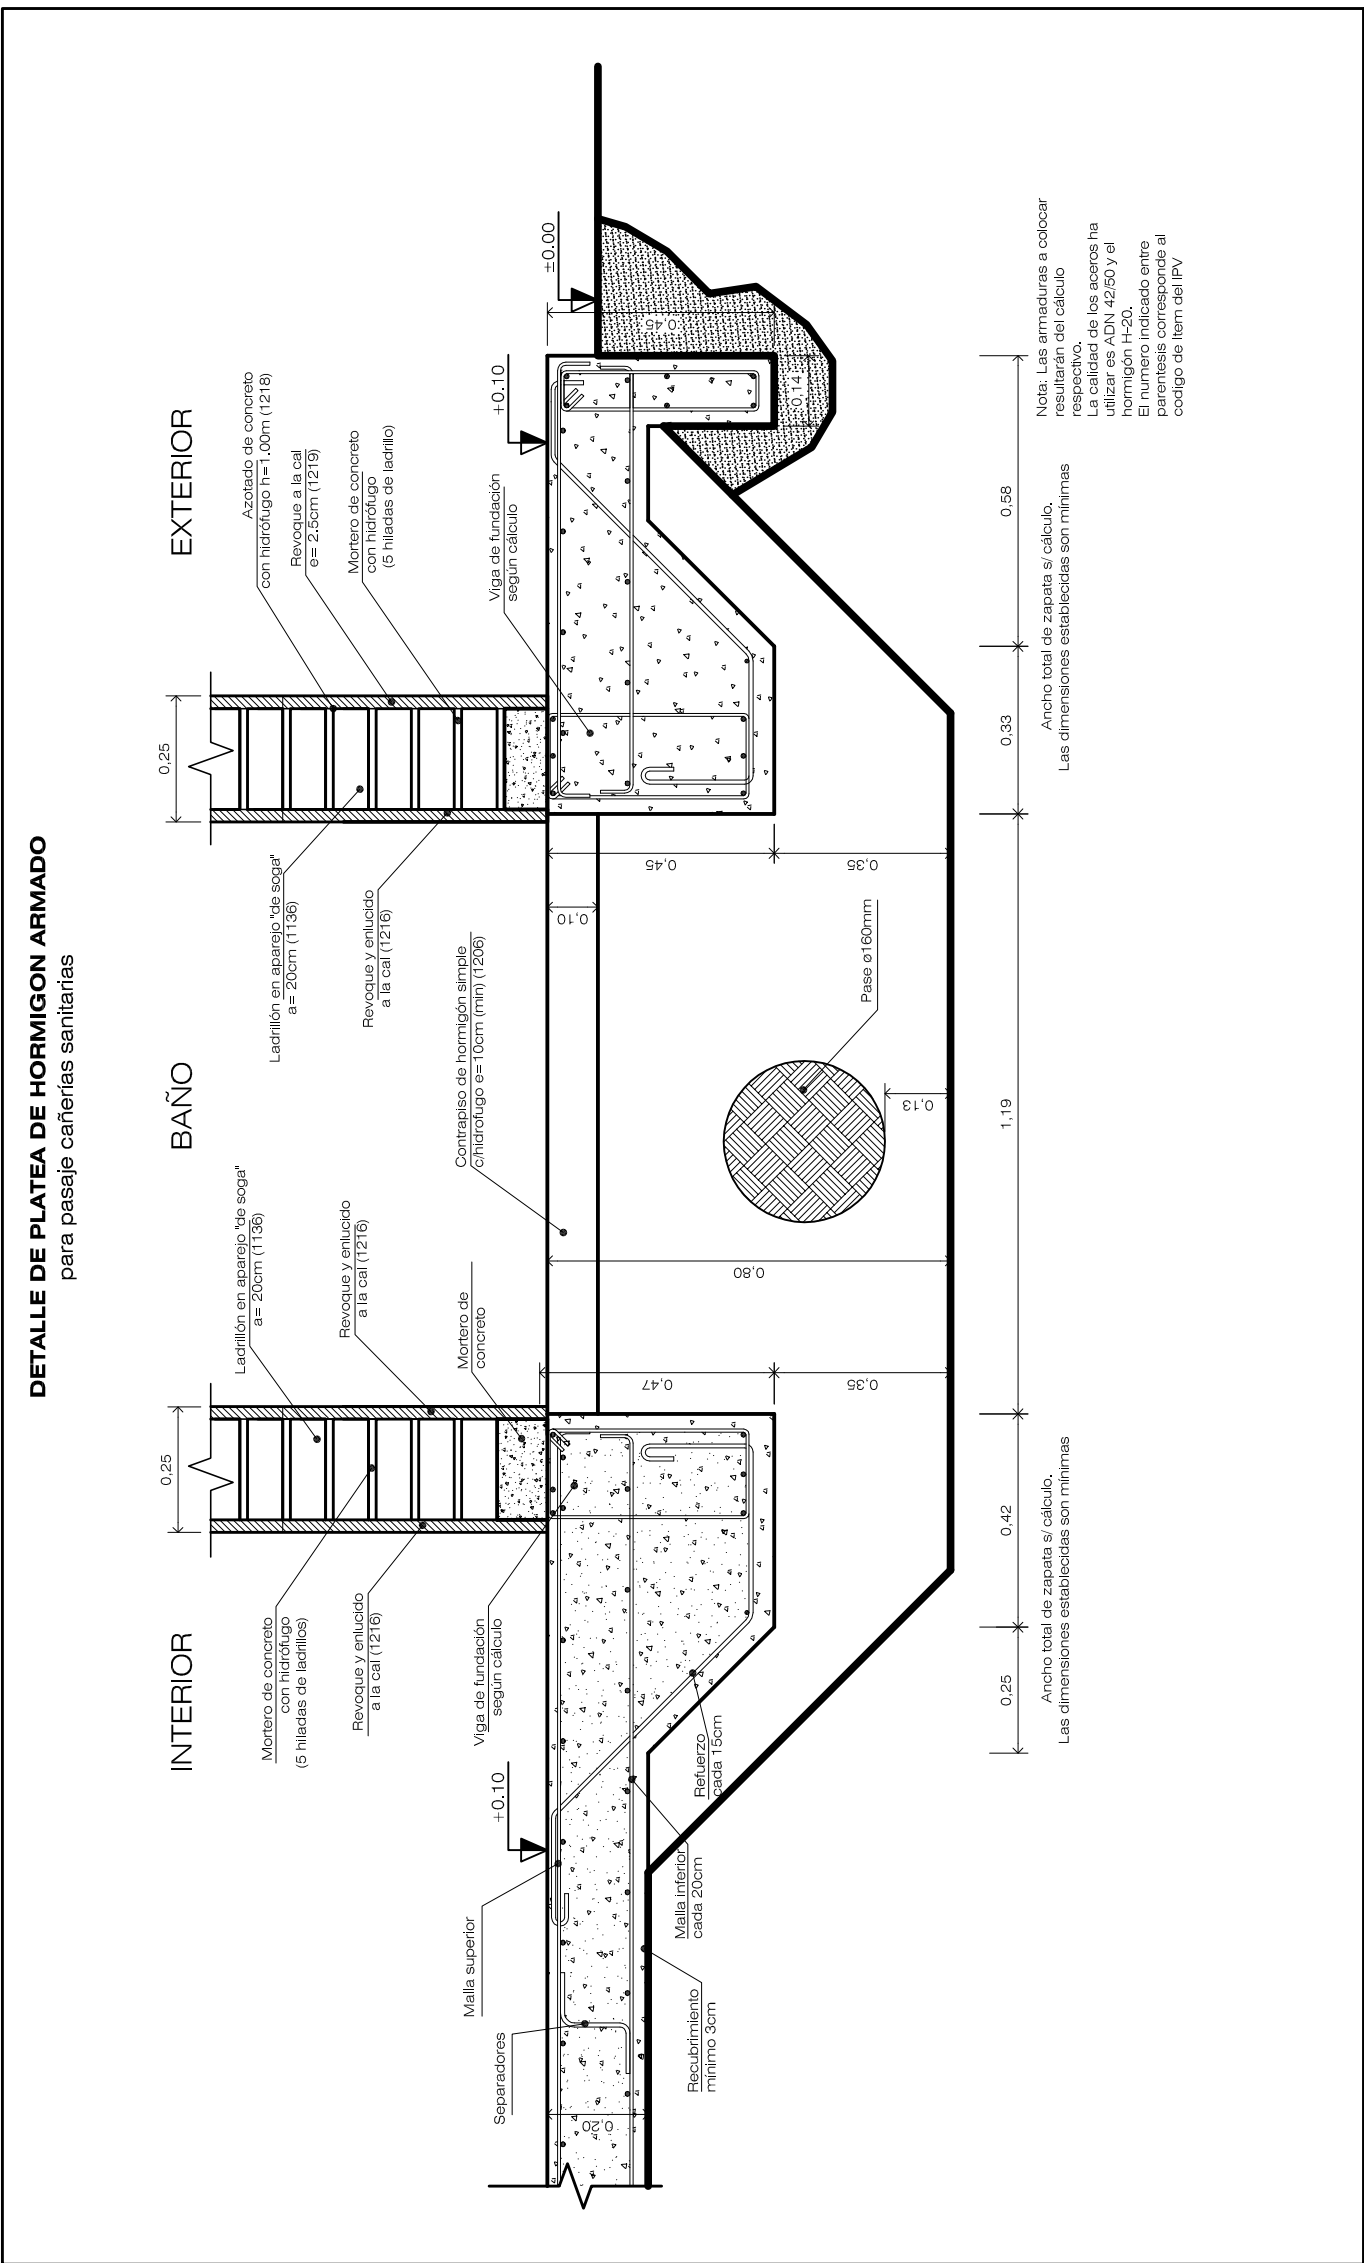 DETALLE DE PLATEA DE HORMIGON ARMADO
para pasaje cañerías sanitarias
INTERIOR
BAÑO
EXTERIOR
0,25
0,25
Mortero de concreto
con hidrófugo
(5 hiladas de ladrillos)
Revoque y enlucido
a la cal (1216)
Viga de fundación
según cálculo
+0.10
Malla superior
Separadores
0,20
Ladrillón en aparejo "de soga"
a= 20cm (1136)
Revoque y enlucido
a la cal (1216)
Mortero de
concreto
Ladrillón en aparejo "de soga"
a= 20cm (1136)
Revoque y enlucido
a la cal (1216)
Contrapiso de hormigón simple
c/hidrofugo e=10cm (min) (1206)
Azotado de concreto
con hidrófugo h=1.00m (1218)
Revoque a la cal
e= 2.5cm (1219)
Mortero de concreto
con hidrófugo
(5 hiladas de ladrillo)
Viga de fundación
según cálculo
+0.10
±0.00
0,45
0,14
0,10
0,45
0,35
0,47
0,35
0,80
0,13
Pase ø160mm
Recubrimiento
mínimo 3cm
Malla inferior
cada 20cm
Refuerzo
cada 15cm
0,25
0,42
1,19
0,33
0,58
Ancho total de zapata s/ cálculo.
Las dimensiones establecidas son mínimas
Ancho total de zapata s/ cálculo.
Las dimensiones establecidas son mínimas
Nota: Las armaduras a colocar
resultarán del cálculo
respectivo.
La calidad de los aceros ha
utilizar es ADN 42/50 y el
hormigón H-20.
El numero indicado entre
parentesis corresponde al
codigo de Item del IPV